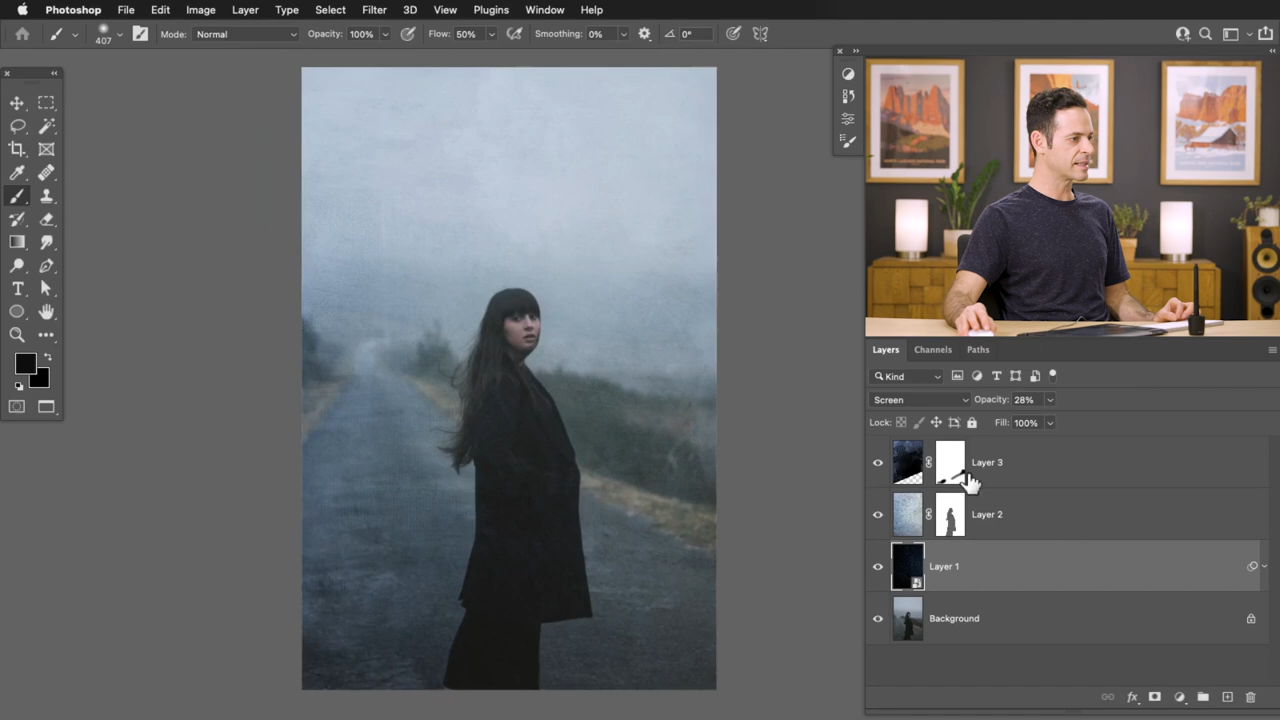 Photoshop File Edit Image Layer Type Select Filter 3D View Plugins Window Help
407 Mode: Normal Opacity: 100% Flow: 50% Smoothing: 0% 0°
Layers Channels Paths
Kind
Screen Opacity: 28%
Lock: Fill: 100%
Layer 3
Layer 2
Layer 1
Background